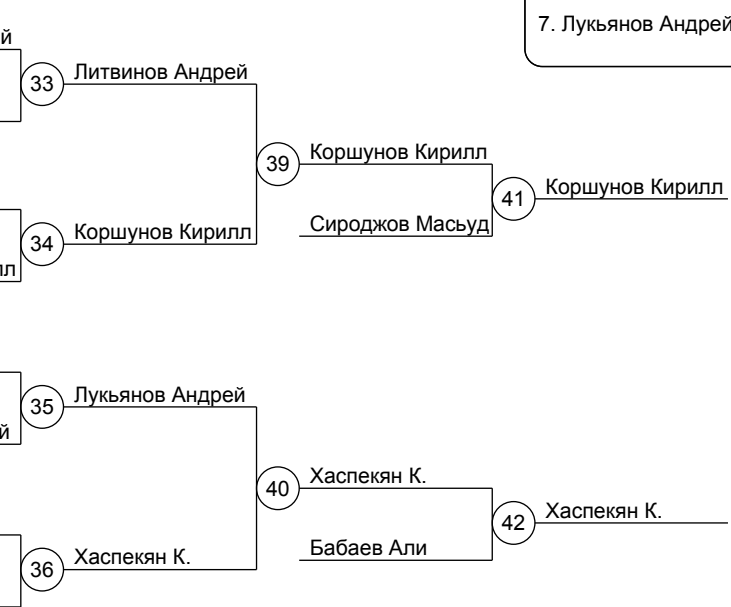 7. Лукьянов Андрей
й
33 Литвинов Андрей
39 Коршунов Кирилл
41 Коршунов Кирилл
Сироджов Масьуд
34 Коршунов Кирилл
лл
35 Лукьянов Андрей
й
40 Хаспекян К.
42 Хаспекян К.
Бабаев Али
36 Хаспекян К.